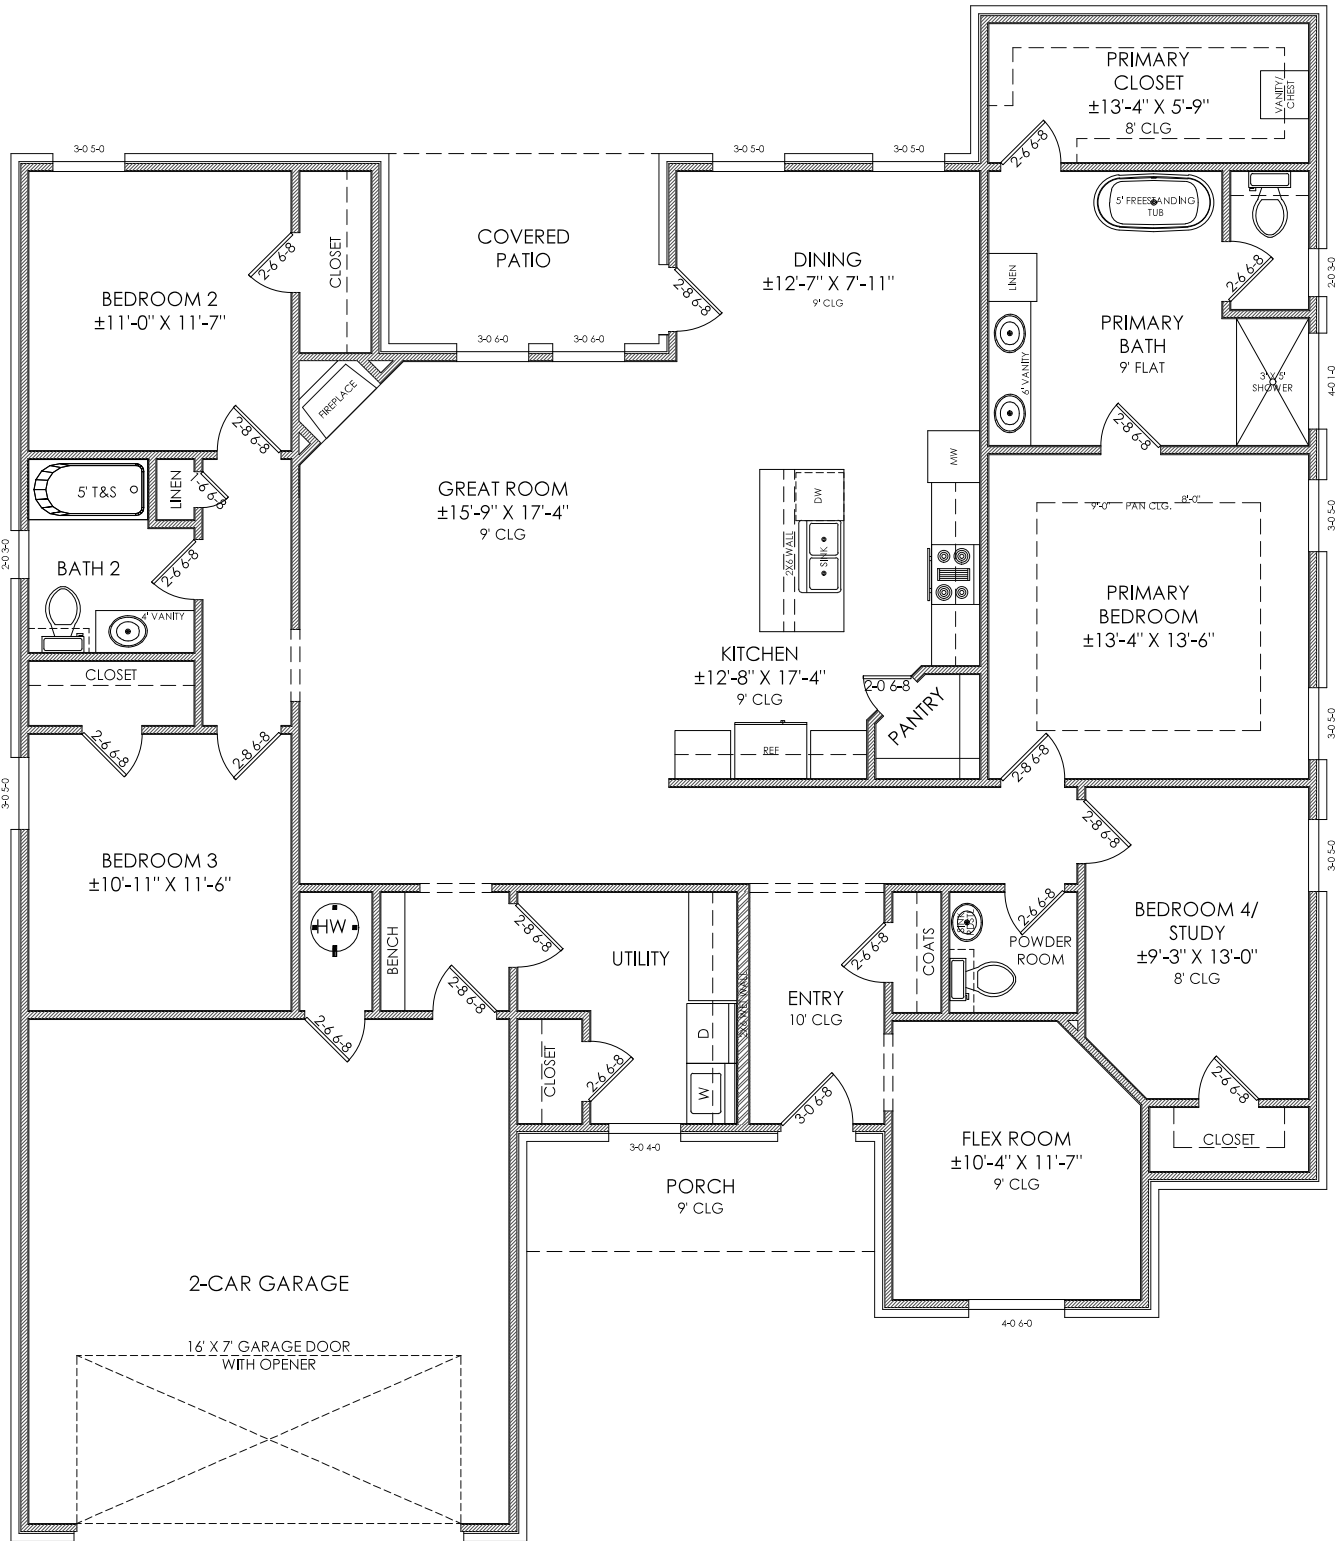 PRIMARY
CLOSET
±13'-4" X 5'-9"
8' CLG
VANITY/
CHEST
2-6 6-8
3-0 5-0
3-0 5-0
3-0 5-0
5' FREESTANDING
TUB
COVERED
PATIO
CLOSET
2-6 6-8
BEDROOM 2
±11'-0" X 11'-7"
DINING
±12'-7" X 7'-11"
9' CLG
2-8 6-8
LINEN
2-6 6-8
2-0 3-0
PRIMARY
BATH
9' FLAT
6' VANITY
3' X 5'
SHOWER
4-0 1-0
3-0 6-0
3-0 6-0
FIREPLACE
2-8 6-8
2-8 6-8
MW
5' T&S
LINEN
1-6 6-8
GREAT ROOM
±15'-9" X 17'-4"
9' CLG
DW
SINK
2X6 WALL
9'-0" PAN CLG. 8'-0"
3-0 5-0
2-0 3-0
BATH 2
2-6 6-8
4' VANITY
PRIMARY
BEDROOM
±13'-4" X 13'-6"
KITCHEN
±12'-8" X 17'-4"
9' CLG
CLOSET
2-0 6-8
PANTRY
REF
3-0 5-0
2-6 6-8
2-8 6-8
2-8 6-8
3-0 5-0
2-8 6-8
3-0 5-0
BEDROOM 3
±10'-11" X 11'-6"
HW
BENCH
2-8 6-8
UTILITY
2-6 6-8
COATS
2-6 6-8
POWDER
ROOM
BEDROOM 4/
STUDY
±9'-3" X 13'-0"
8' CLG
2-8 6-8
ENTRY
10' CLG
2-6 6-8
CLOSET
2-6 6-8
D
W
3-0 6-8
2-6 6-8
CLOSET
3-0 4-0
FLEX ROOM
±10'-4" X 11'-7"
9' CLG
PORCH
9' CLG
2-CAR GARAGE
4-0 6-0
16' X 7' GARAGE DOOR
WITH OPENER